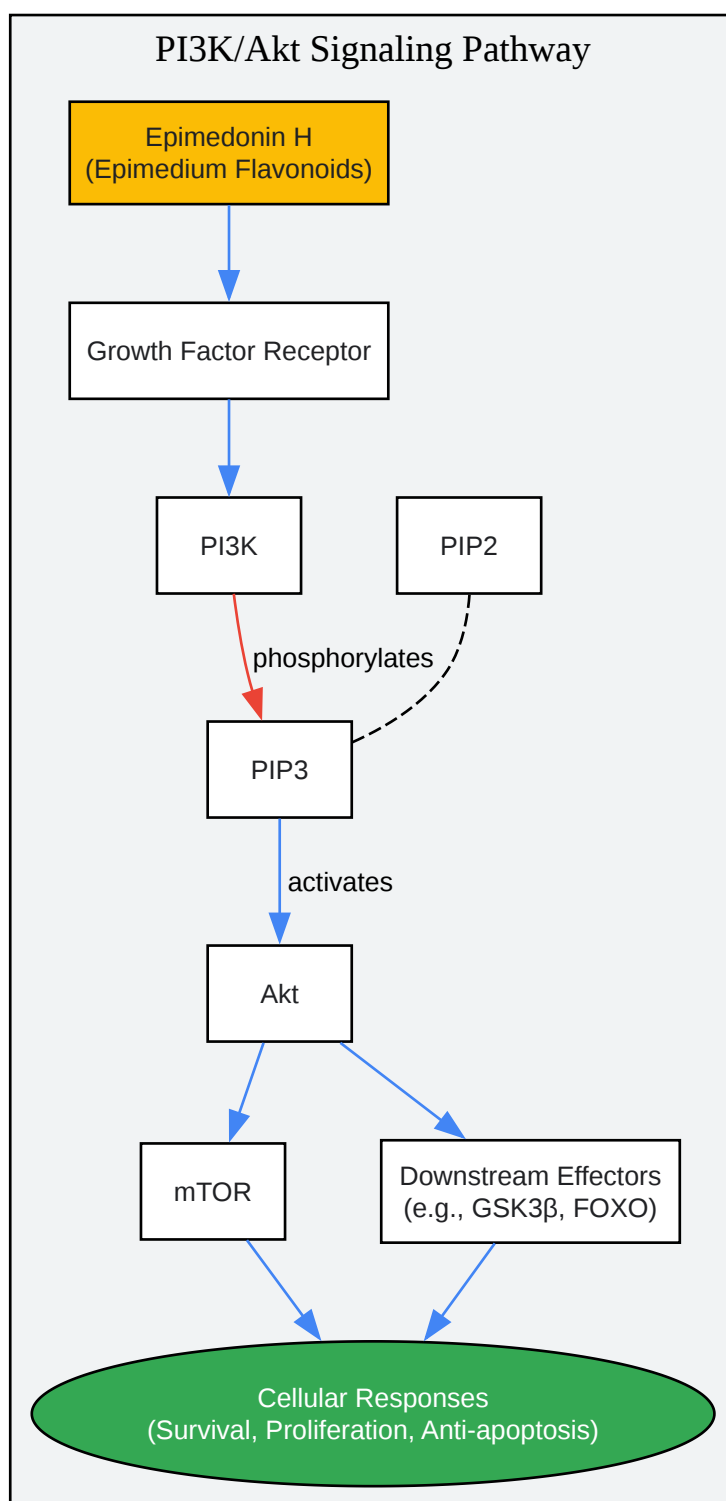 PI3K/Akt Signaling Pathway
Epimedonin H
(Epimedium Flavonoids)
Growth Factor Receptor
PI3K
PIP2
phosphorylates
PIP3
activates
Akt
mTOR
Downstream Effectors
(e.g., GSK3β, FOXO)
Cellular Responses
(Survival, Proliferation, Anti-apoptosis)